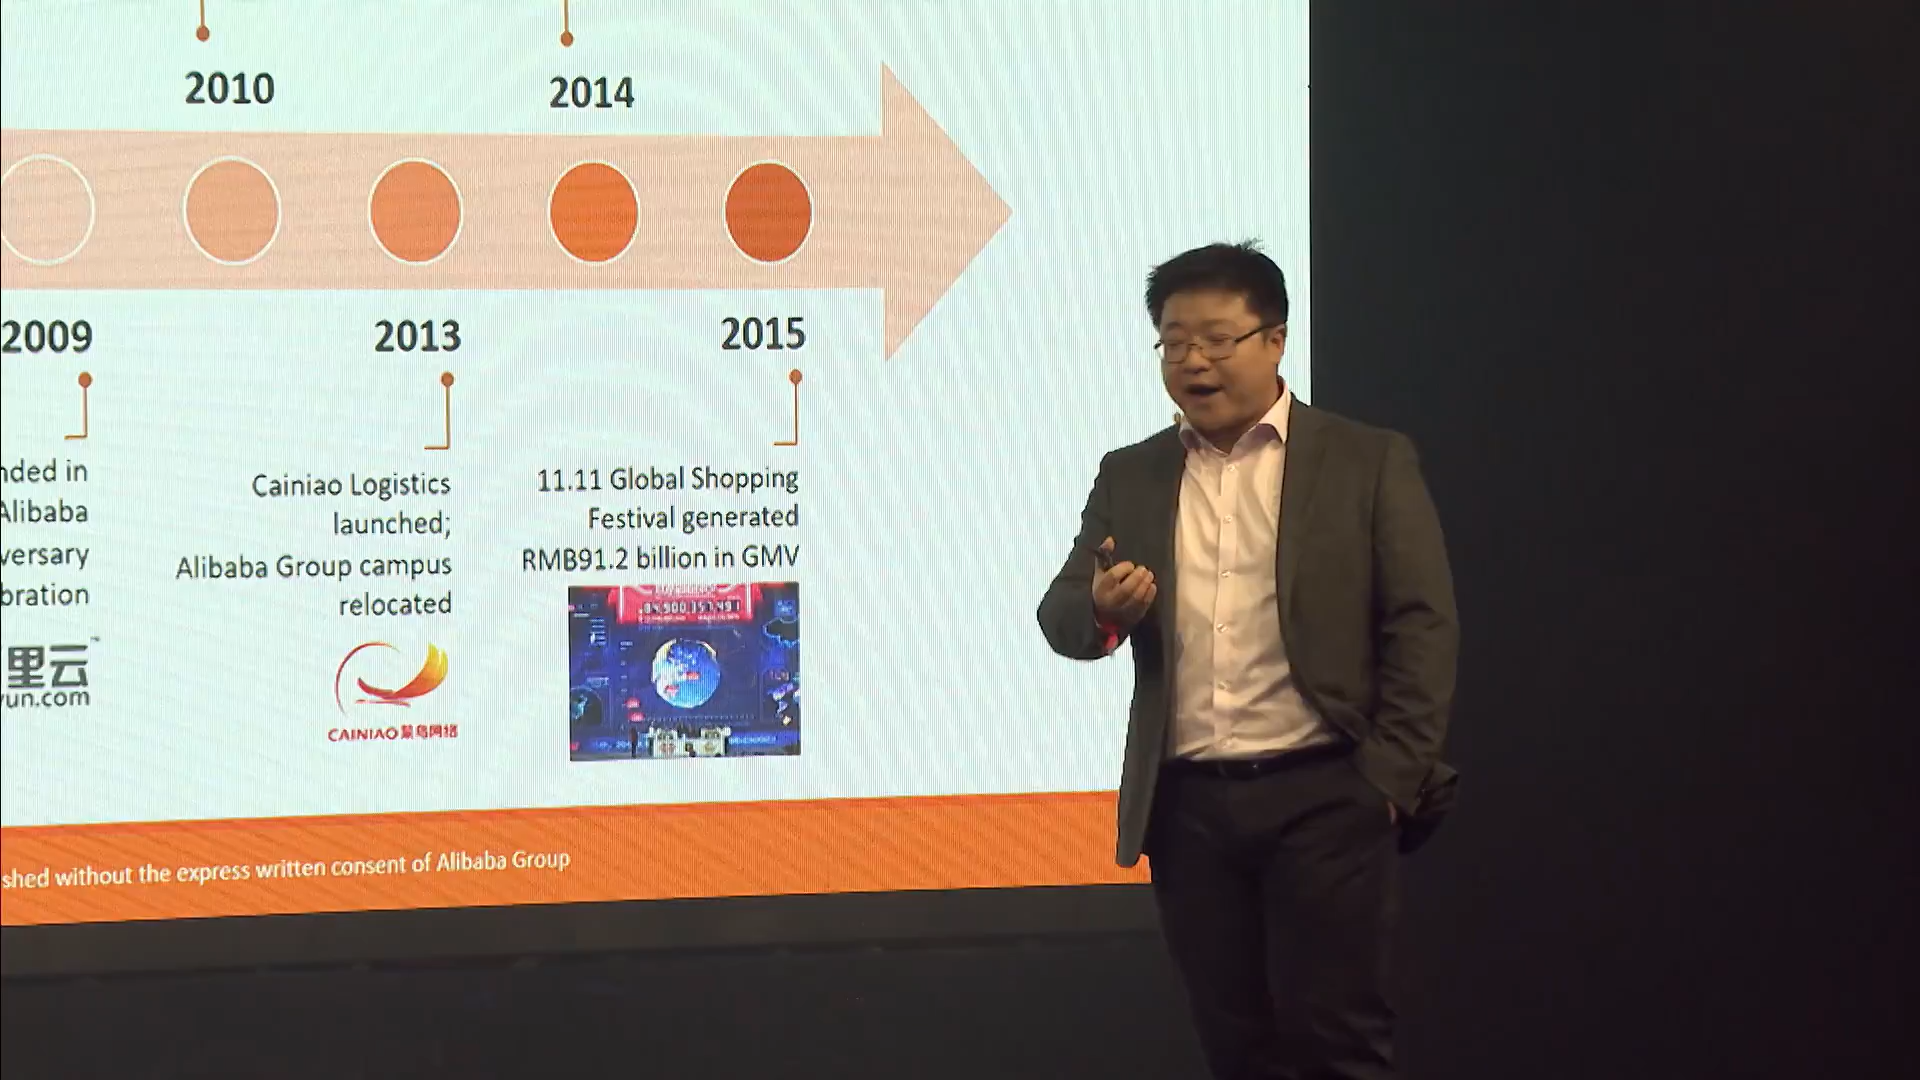 2010
2014
2009
2013
2015
nded in
Alibaba
versary
bration
里云
yun.com
Cainiao Logistics
launched;
Alibaba Group campus
relocated
CAINIAO 菜鸟网络
11.11 Global Shopping
Festival generated
RMB91.2 billion in GMV
shed without the express written consent of Alibaba Group